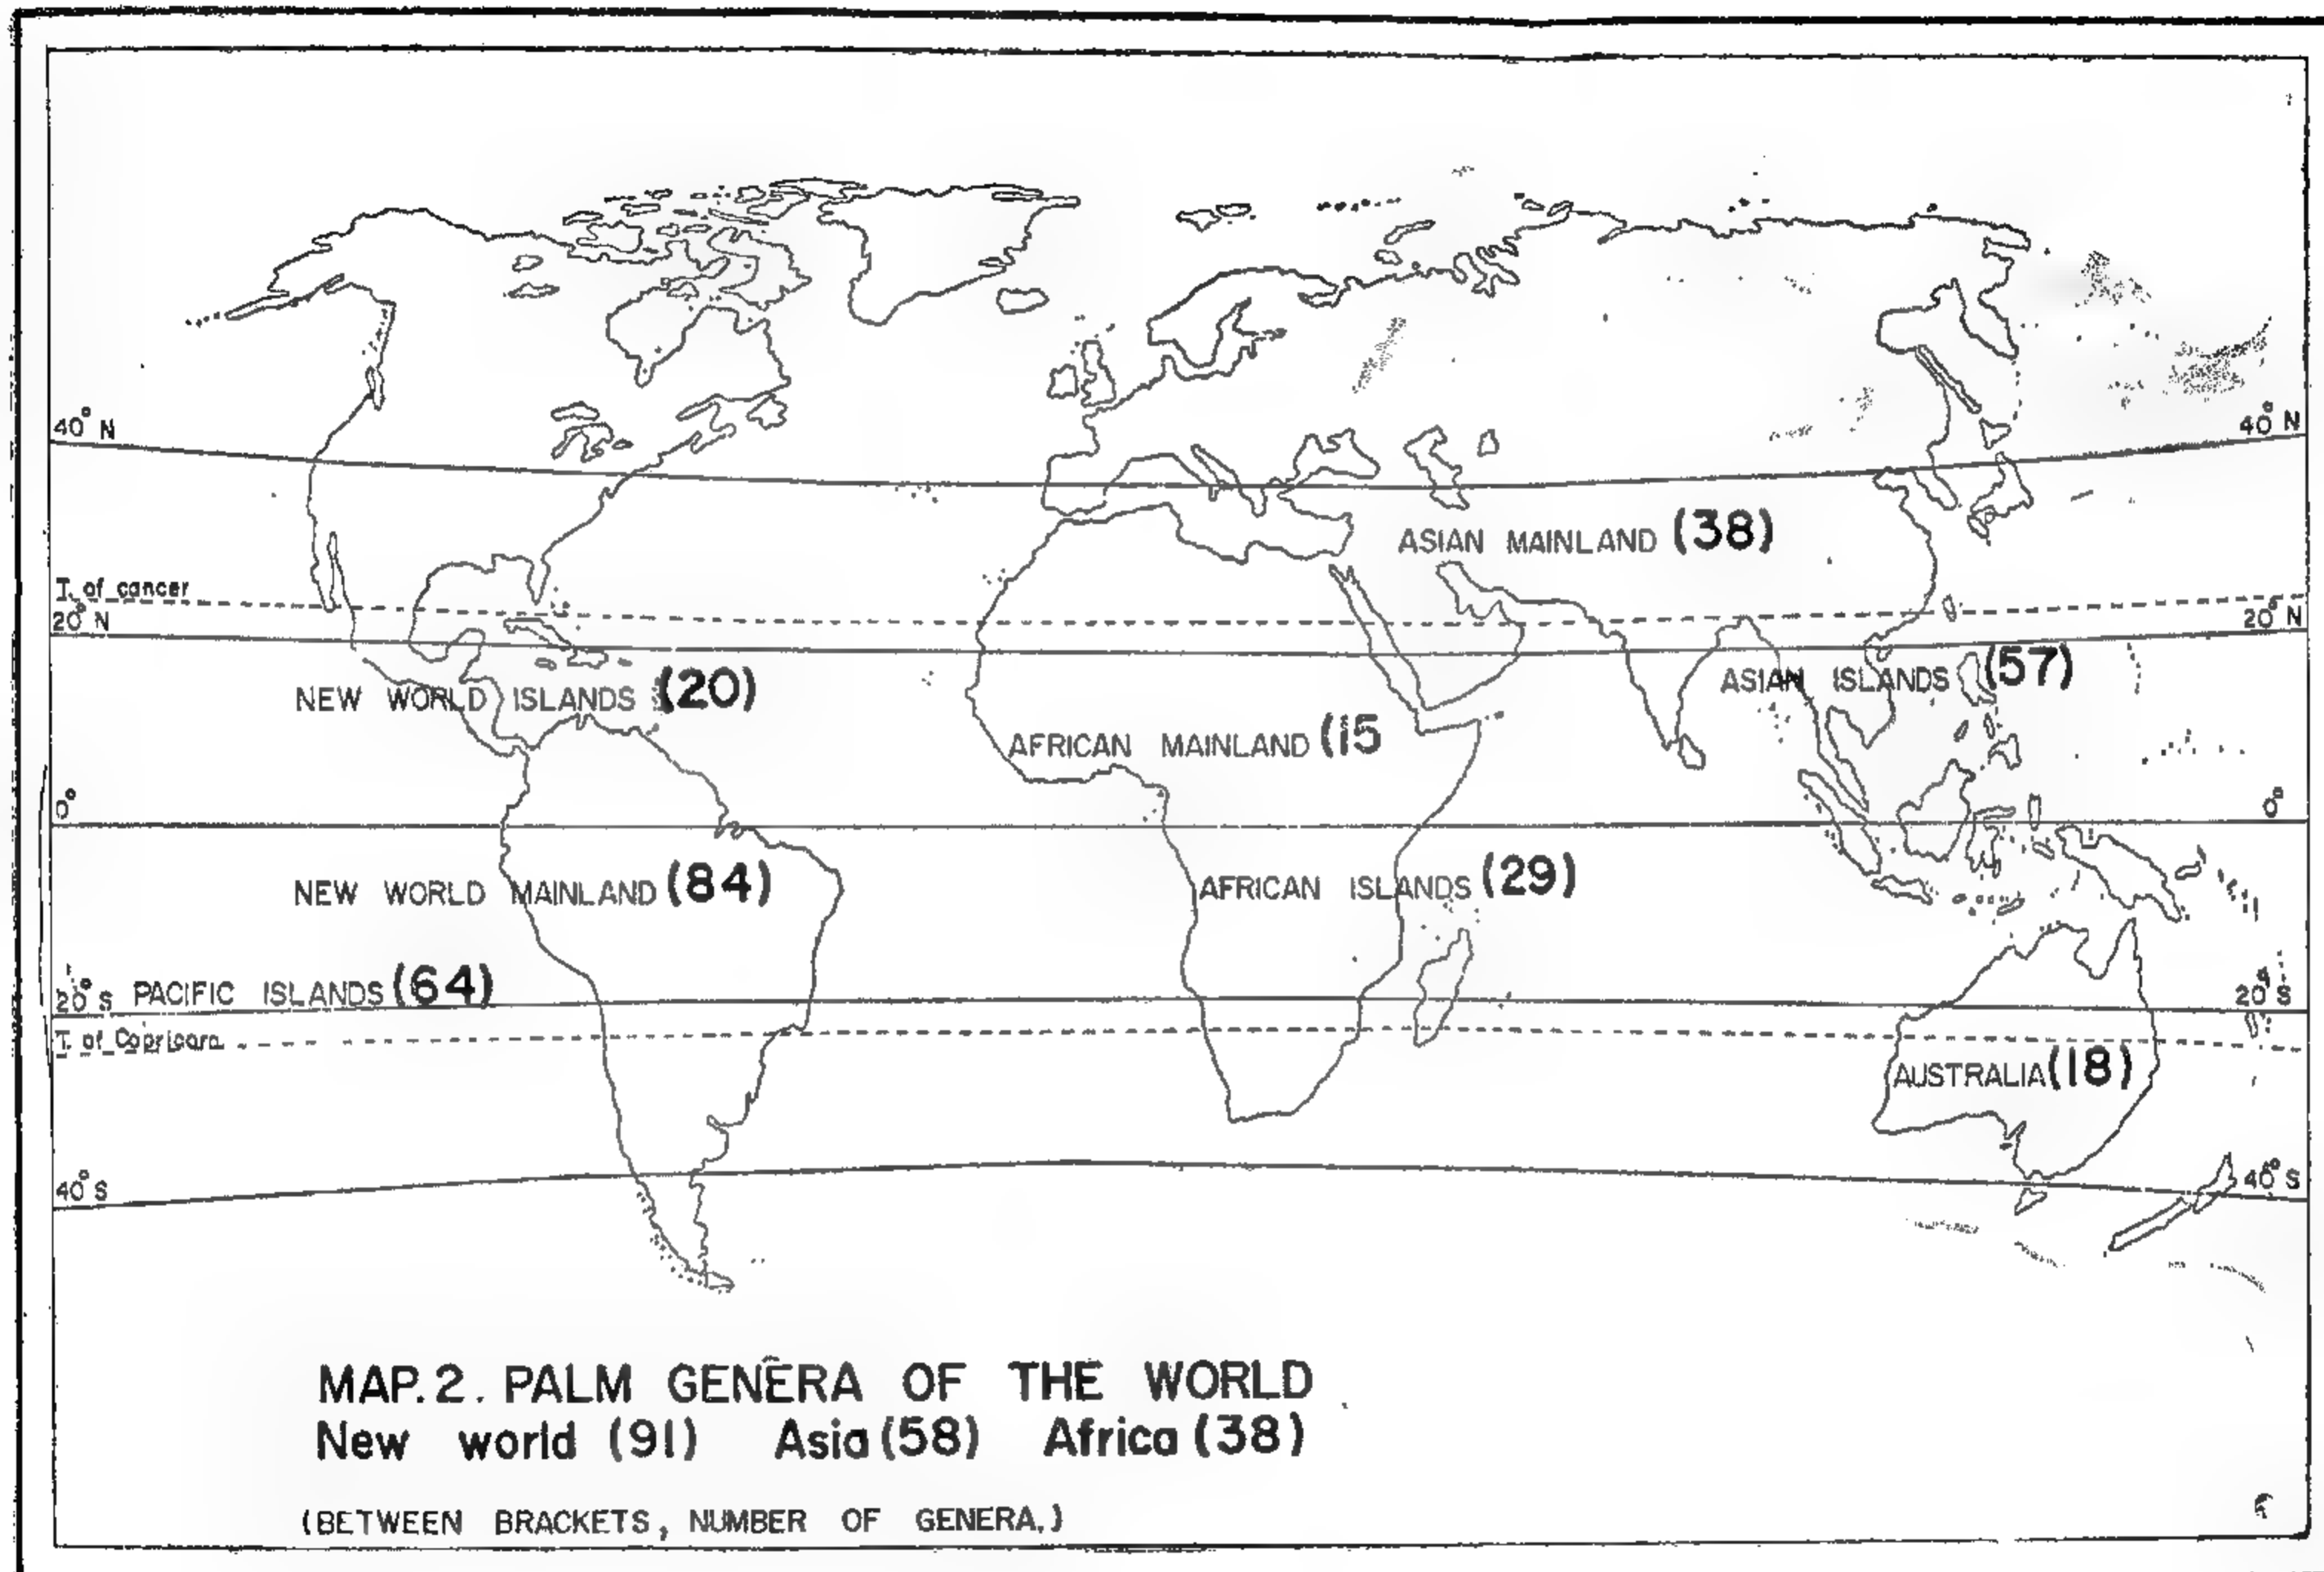 40° N
40° N
ASIAN MAINLAND (38)
T. of cancer
20° N
20° N
ASIAN ISLANDS (57)
NEW WORLD ISLANDS (20)
AFRICAN MAINLAND (15
0°
0°
NEW WORLD MAINLAND (84)
AFRICAN ISLANDS (29)
PACIFIC ISLANDS (64)
20° S
20° S
T. of Capricara
AUSTRALIA (18)
40° S
40° S
MAP. 2. PALM GENERA OF THE WORLD
New world (91) Asia (58) Africa (38)
(BETWEEN BRACKETS, NUMBER OF GENERA.)